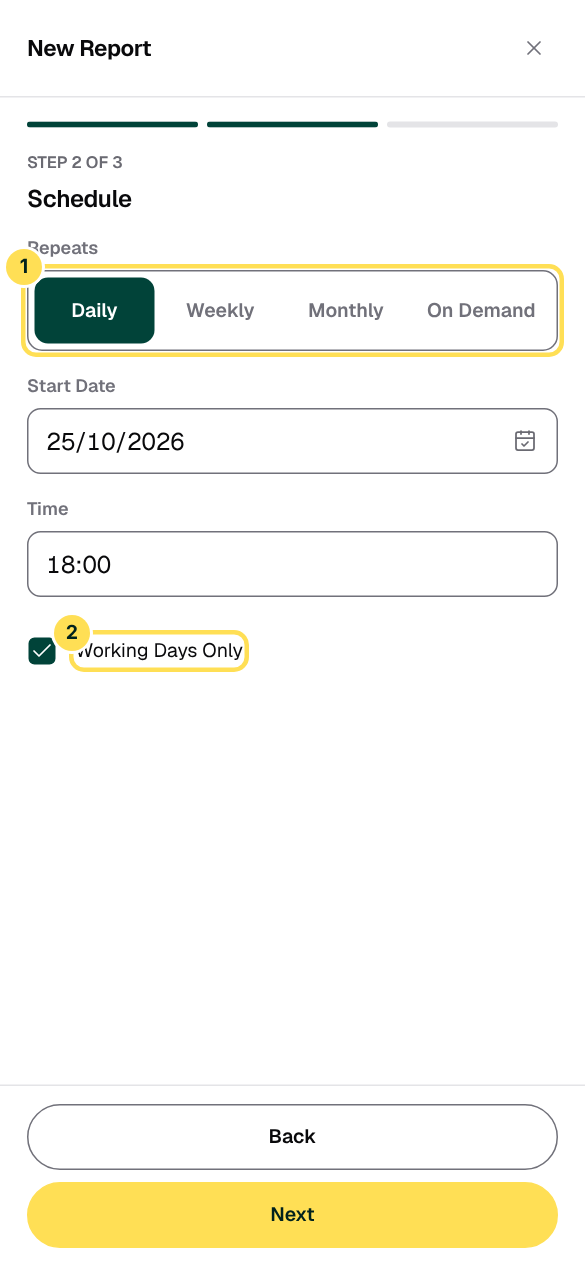 New Report
STEP 2 OF 3
Schedule
Repeats
1
Daily Weekly Monthly On Demand
Start Date
25/10/2026
Time
18:00
2
Working Days Only
Back
Next